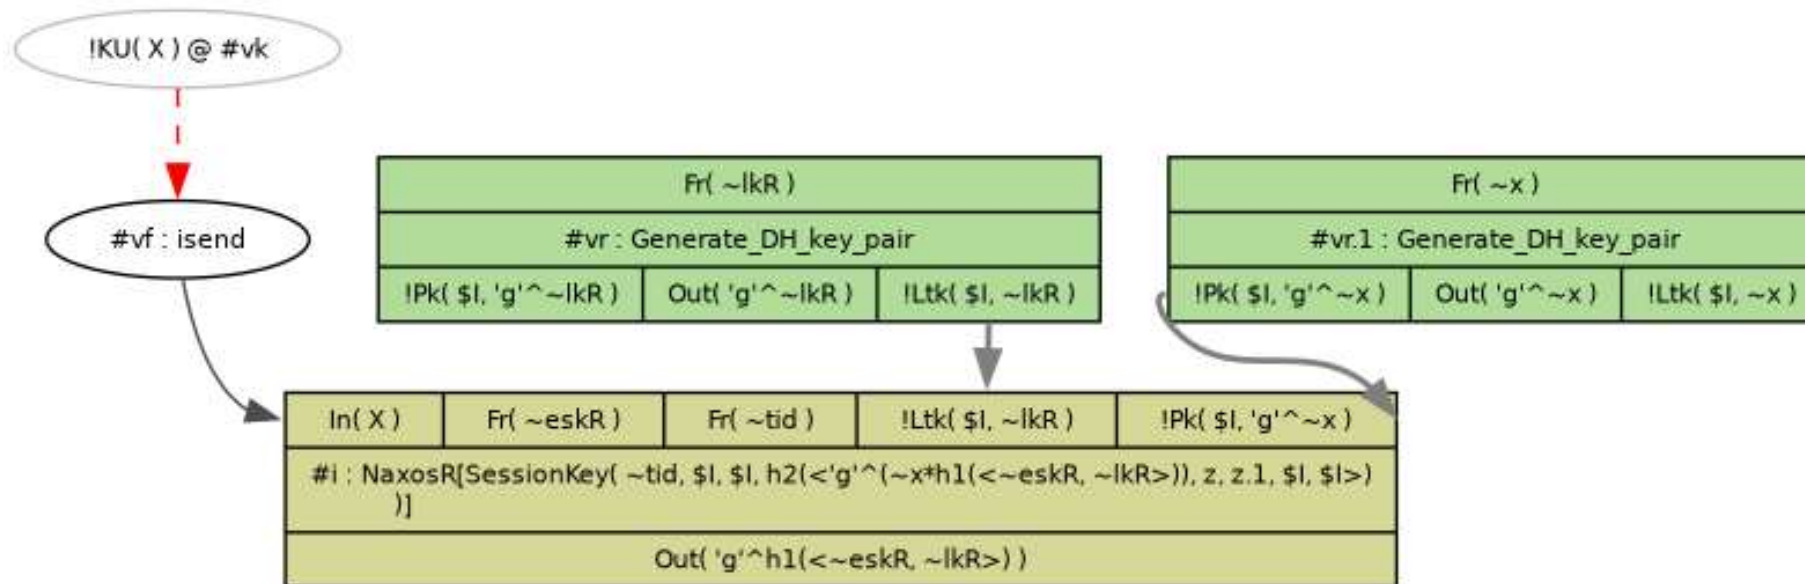 !KU( X ) @ #vk
#vf : isend
Fr( ~lkR )
#vr : Generate_DH_key_pair
!Pk( $I, 'g'^~lkR ) Out( 'g'^~lkR ) !Ltk( $I, ~lkR )
Fr( ~x )
#vr.1 : Generate_DH_key_pair
!Pk( $I, 'g'^~x ) Out( 'g'^~x ) !Ltk( $I, ~x )
In( X ) Fr( ~eskR ) Fr( ~tid ) !Ltk( $I, ~lkR ) !Pk( $I, 'g'^~x )
#i : NaxosR[SessionKey( ~tid, $I, $I, h2(<'g'^(~x*h1(<~eskR, ~lkR>)), z, z.1, $I, $I>)
)]
Out( 'g'^h1(<~eskR, ~lkR>) )